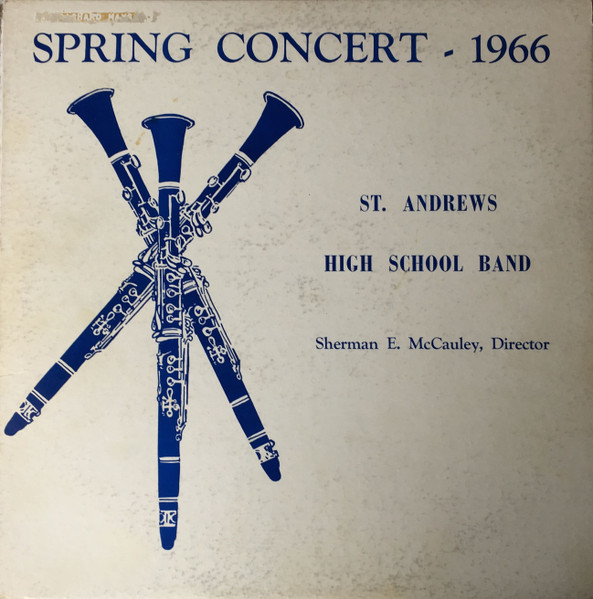 SPRING CONCERT - 1966
ST. ANDREWS
HIGH SCHOOL BAND
Sherman E. McCauley, Director